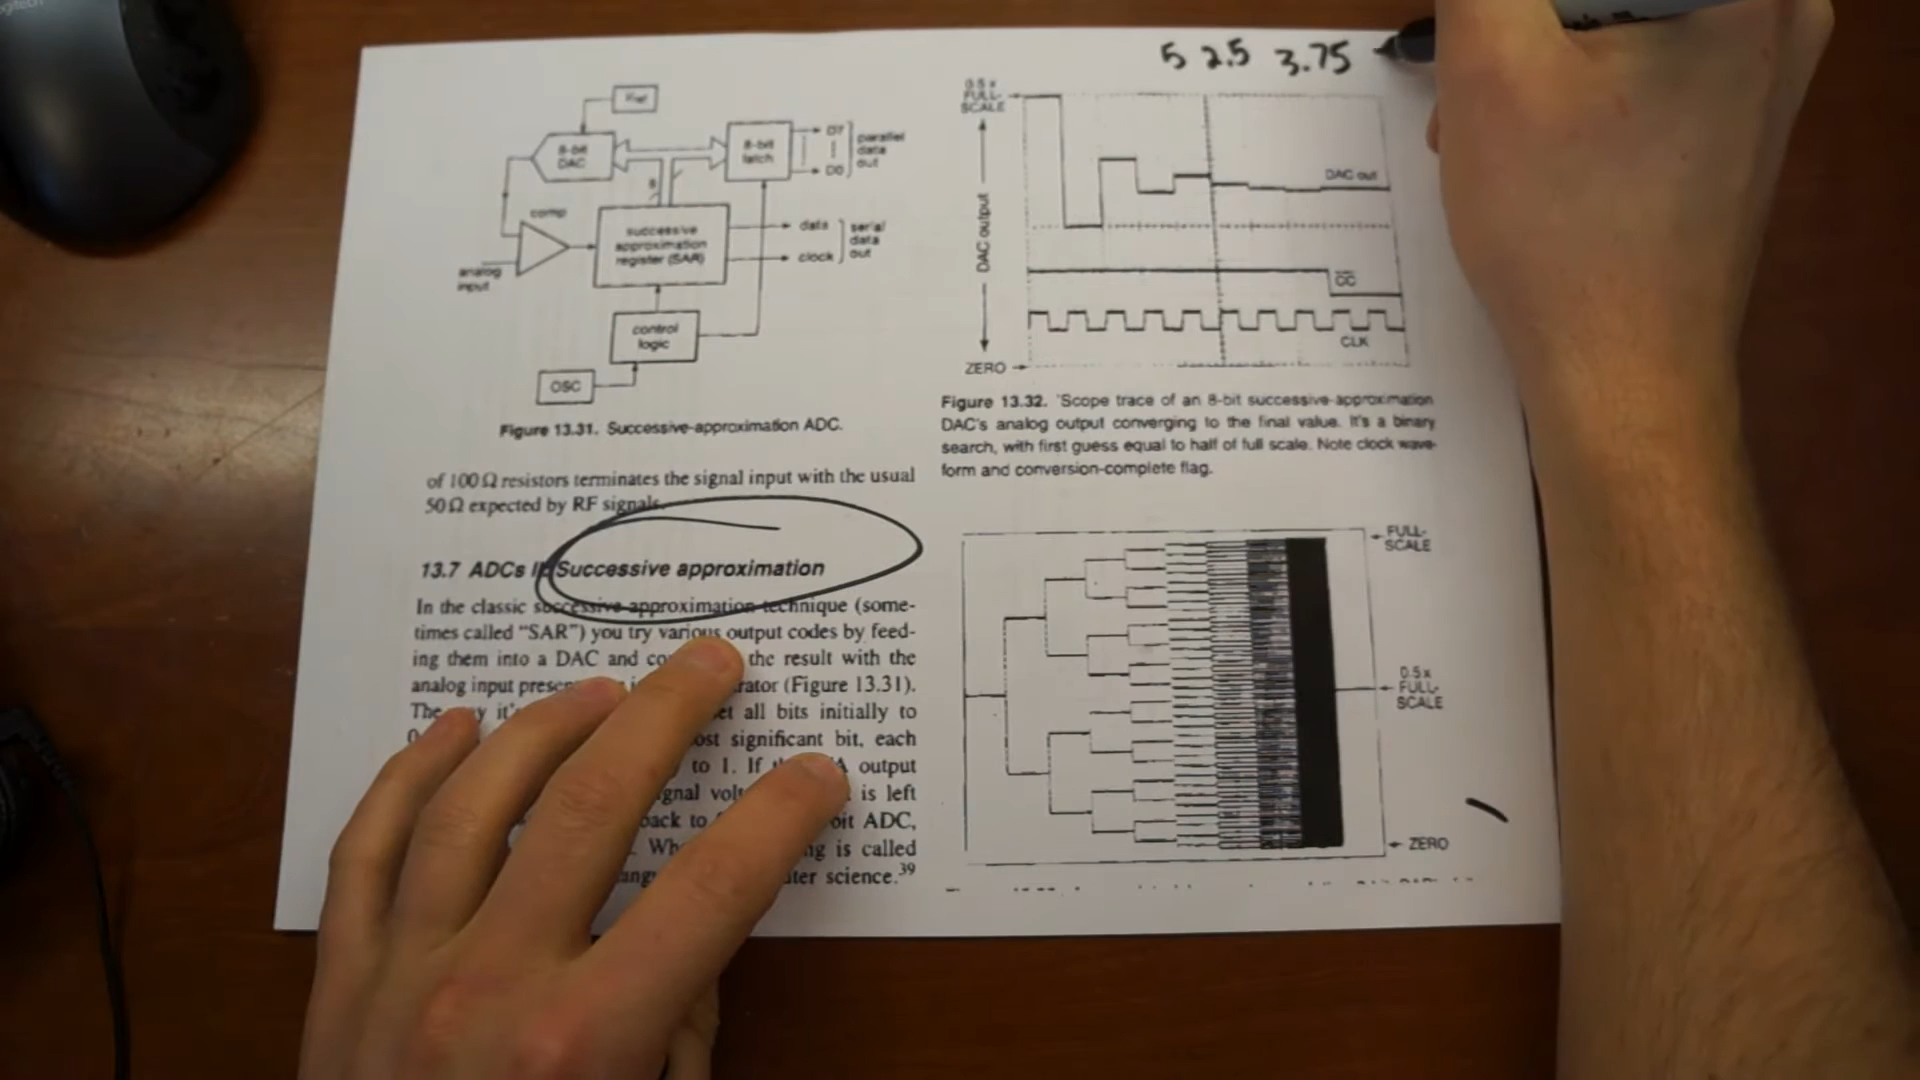 5 2.5 3.75
Vref
8-bit
DAC
8-bit
latch
D7
D0
parallel
data
out
8
comp
successive
approximation
register (SAR)
data
clock
serial
data
out
analog
input
control
logic
OSC
Figure 13.31. Successive-approximation ADC.
of 100 Ω resistors terminates the signal input with the usual
50 Ω expected by RF signals.
13.7 ADCs Successive approximation
In the classic successive approximation technique (some-
times called “SAR”) you try various output codes by feed-
ing them into a DAC and the result with the
analog input (Figure 13.31).
The all bits initially to
significant bit, each
to 1. If output
is left
ADC,
is called
science.39
0.5 x
FULL-
SCALE
DAC output
ZERO
DAC out
CC
CLK
Figure 13.32. 'Scope trace of an 8-bit successive-approximation
DAC's analog output converging to the final value. It's a binary
search, with first guess equal to half of full scale. Note clock wave-
form and conversion-complete flag.
FULL-
SCALE
0.5 x
FULL-
SCALE
ZERO